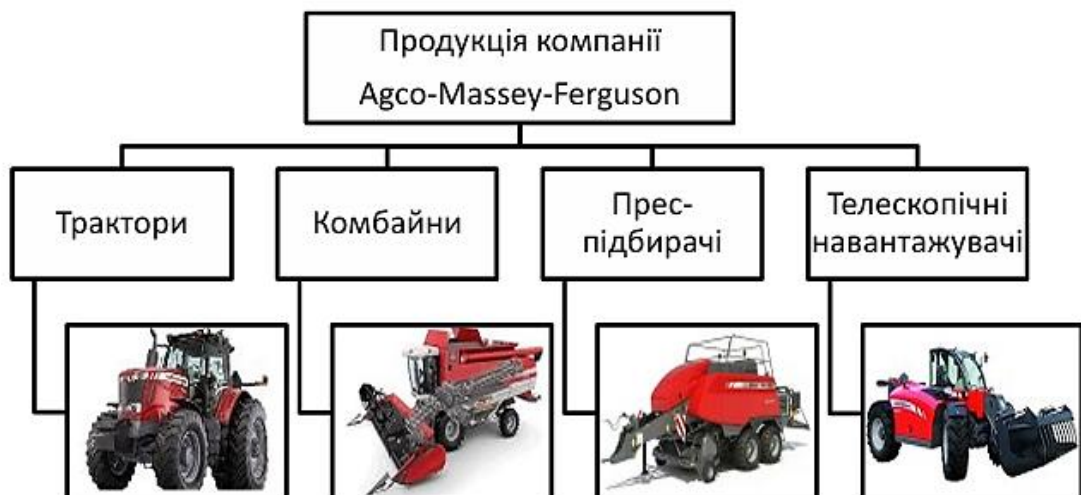 Продукція компанії
Agco-Massey-Ferguson
Трактори
Комбайни
Прес-
підбирачі
Телескопічні
навантажувачі